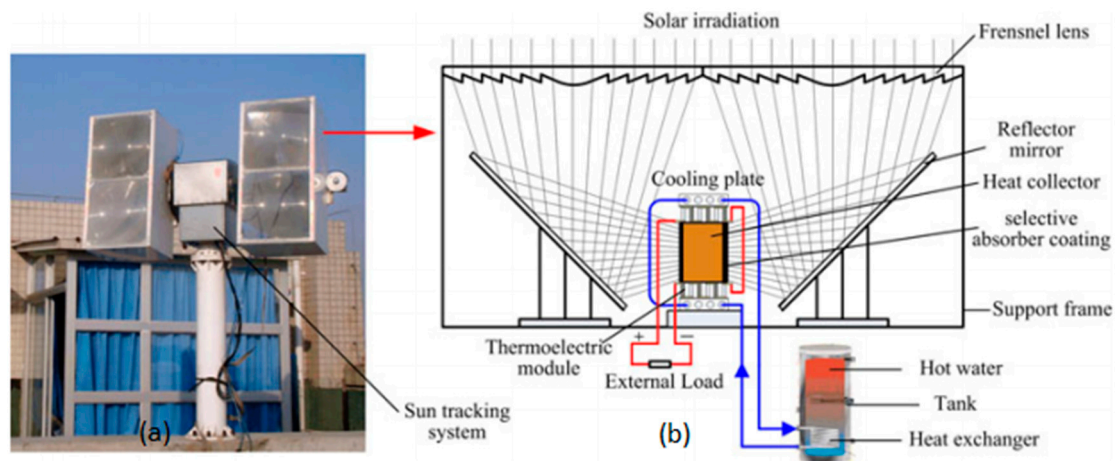 Solar irradiation
Frensnel lens
Reflector
mirror
Cooling plate
Heat collector
selective
absorber coating
Support frame
Thermoelectric
module
+
−
External Load
Hot water
Tank
Heat exchanger
Sun tracking
system
(a)
(b)